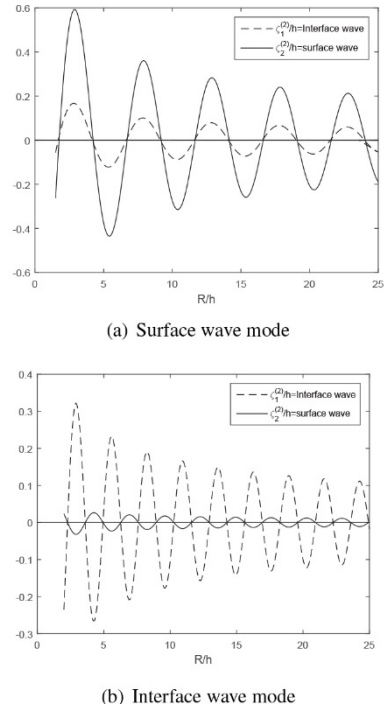 0.6
0.4
0.2
0
-0.2
-0.4
-0.6
0 5 10 15 20 25
R/h
ζ₁⁽²⁾/h=Interface wave
ζ₂⁽²⁾/h=surface wave
(a) Surface wave mode
0.4
0.3
0.2
0.1
0
-0.1
-0.2
-0.3
0 5 10 15 20 25
R/h
ζ₁⁽²⁾/h=Interface wave
ζ₂⁽²⁾/h=surface wave
(b) Interface wave mode